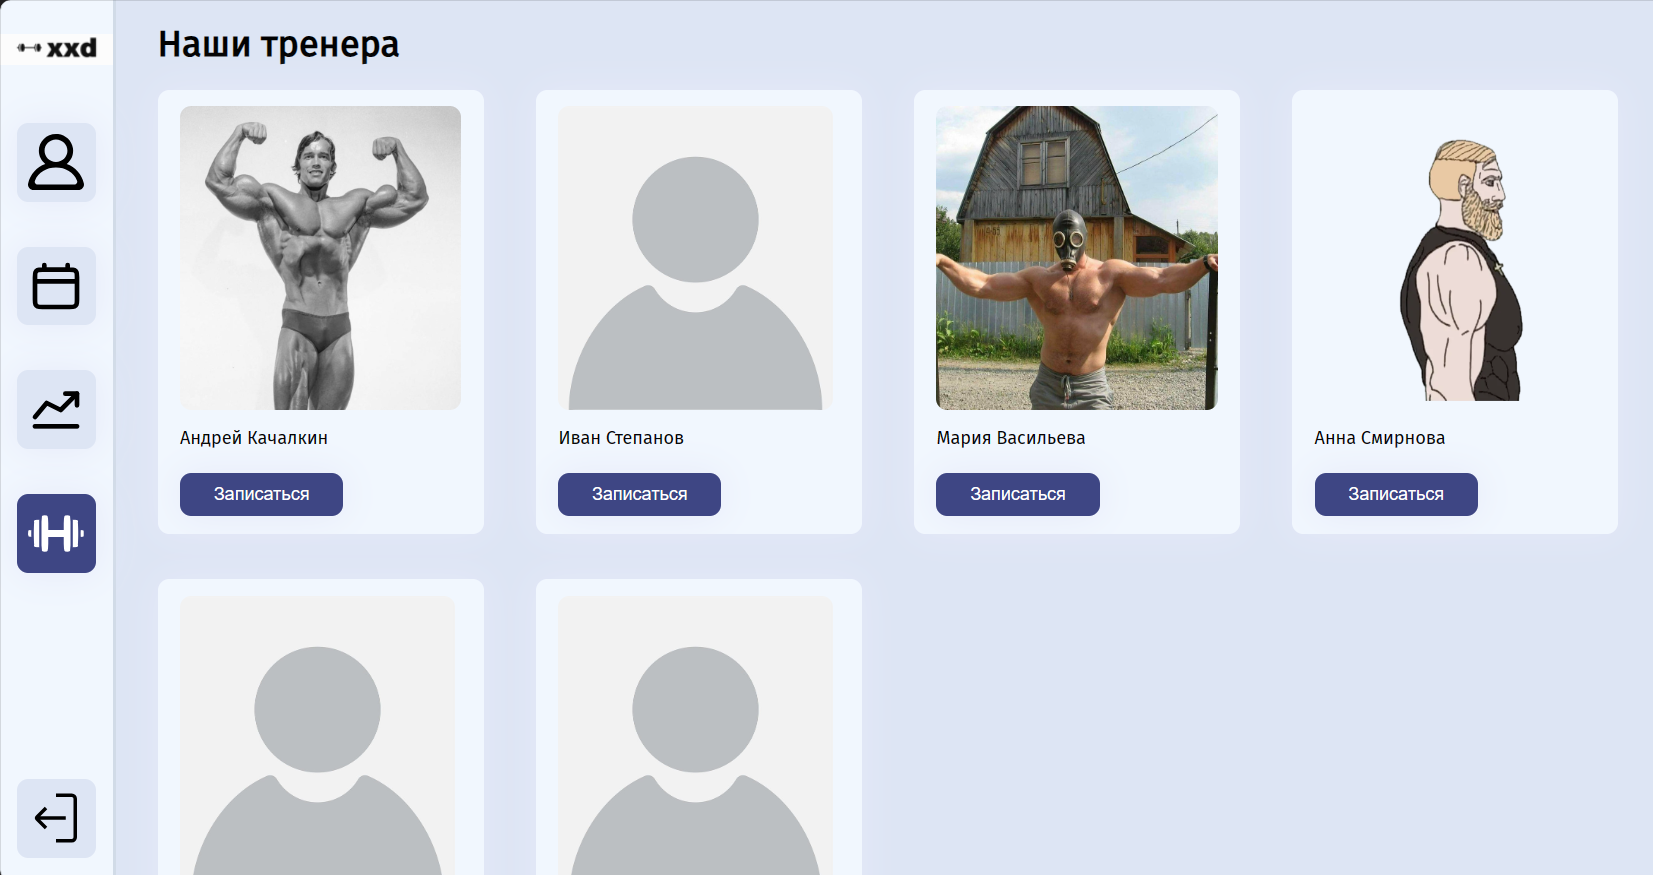 xxd
Наши тренера
Андрей Качалкин
Иван Степанов
Мария Васильева
Анна Смирнова
Записаться
Записаться
Записаться
Записаться